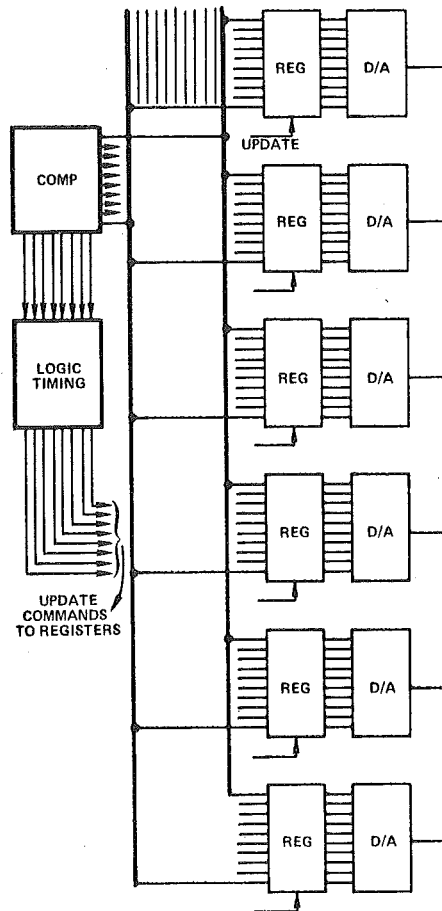 REG
D/A
UPDATE
COMP
REG
D/A
LOGIC
TIMING
REG
D/A
REG
D/A
UPDATE
COMMANDS
TO REGISTERS
REG
D/A
REG
D/A